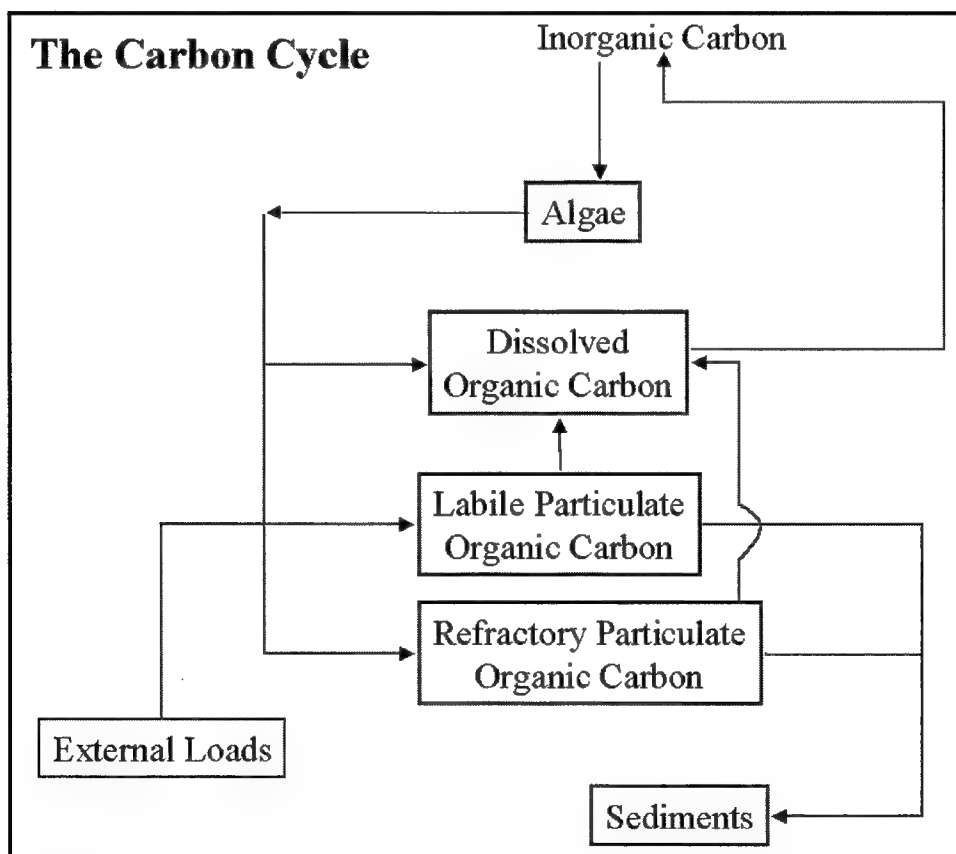 The Carbon Cycle
Inorganic Carbon
Algae
Dissolved
Organic Carbon
Labile Particulate
Organic Carbon
Refractory Particulate
Organic Carbon
External Loads
Sediments